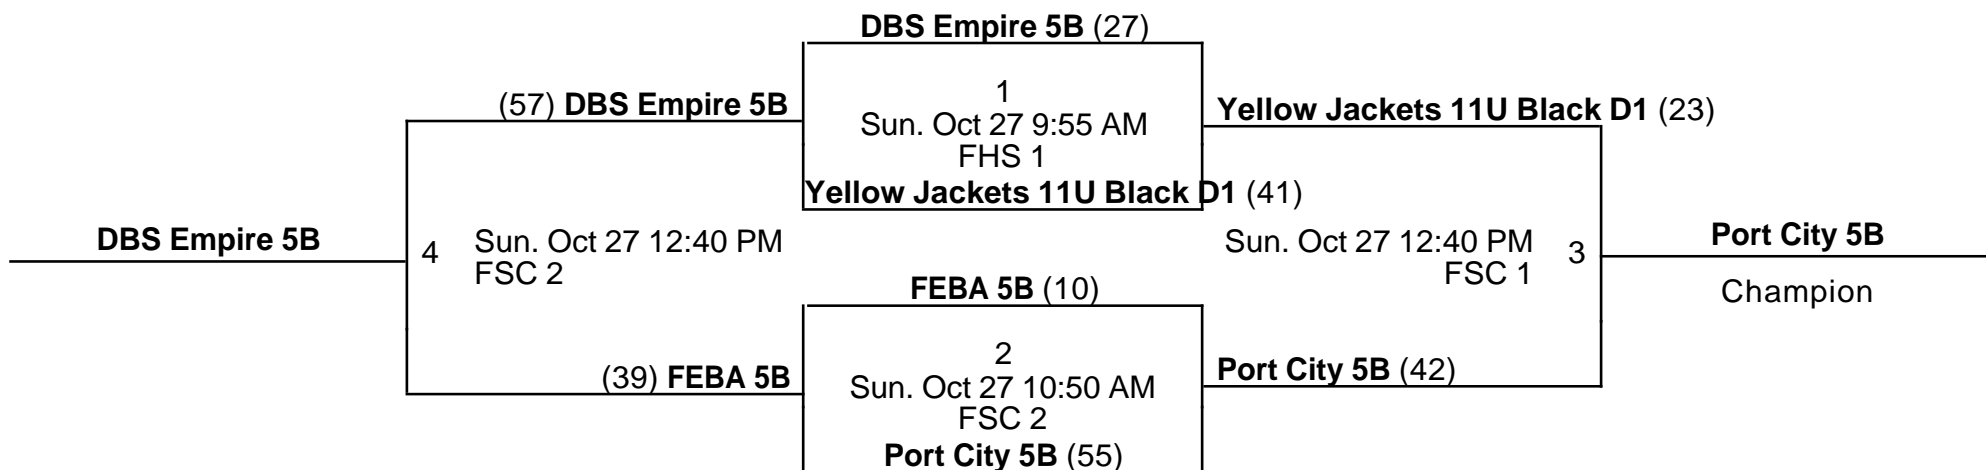 DBS Empire 5B (27)
1
Sun. Oct 27 9:55 AM
FHS 1
Yellow Jackets 11U Black D1 (41)
(57) DBS Empire 5B
Yellow Jackets 11U Black D1 (23)
DBS Empire 5B
4
Sun. Oct 27 12:40 PM
FSC 2
Sun. Oct 27 12:40 PM
FSC 1
3
Port City 5B
Champion
FEBA 5B (10)
2
Sun. Oct 27 10:50 AM
FSC 2
Port City 5B (55)
(39) FEBA 5B
Port City 5B (42)